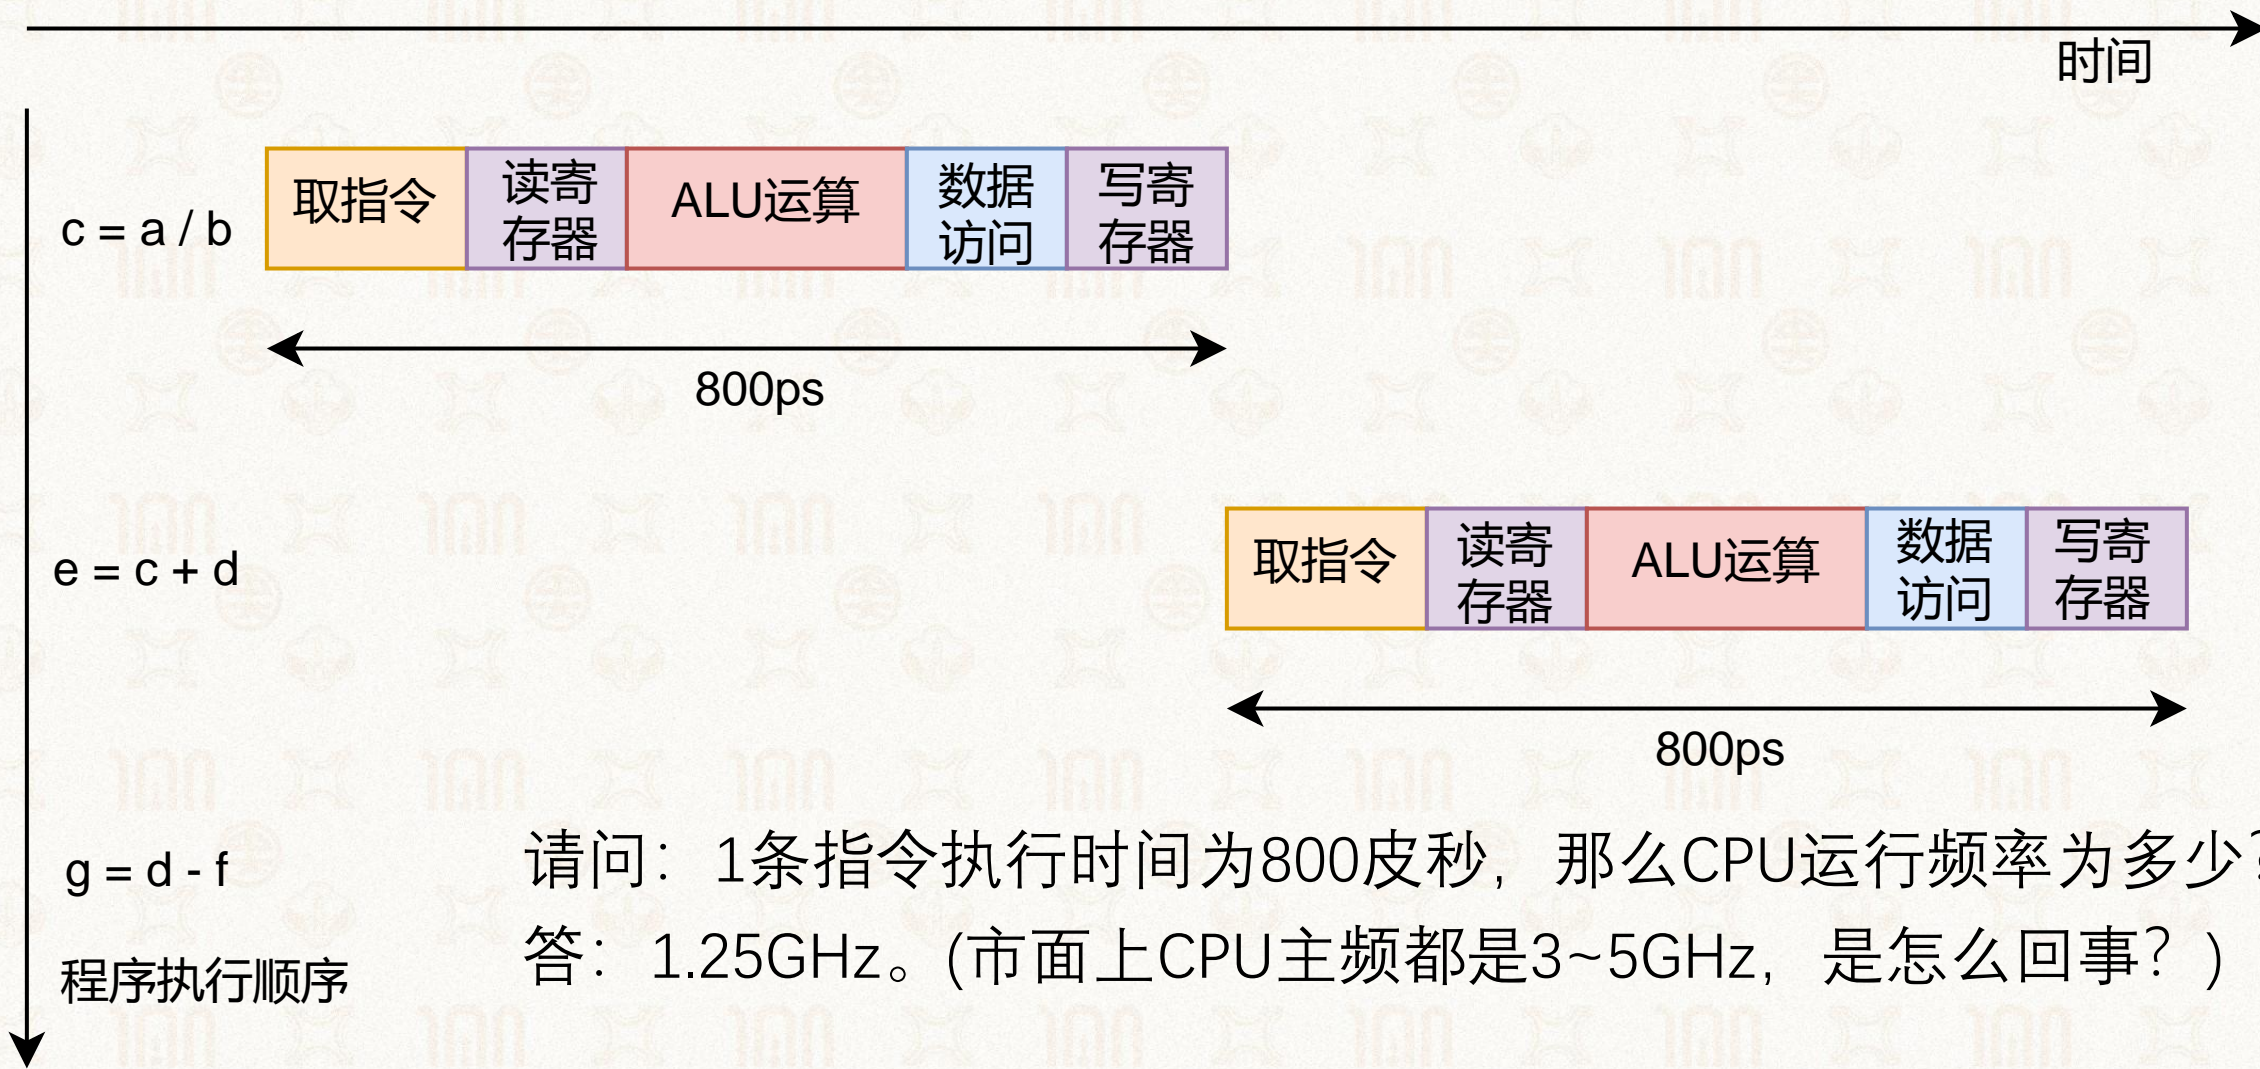 时间
c = a / b
取指令
读寄
存器
ALU运算
数据
访问
写寄
存器
800ps
e = c + d
取指令
读寄
存器
ALU运算
数据
访问
写寄
存器
800ps
g = d - f
请问：1条指令执行时间为800皮秒，那么CPU运行频率为多少？
答：1.25GHz。(市面上CPU主频都是3~5GHz，是怎么回事？)
程序执行顺序